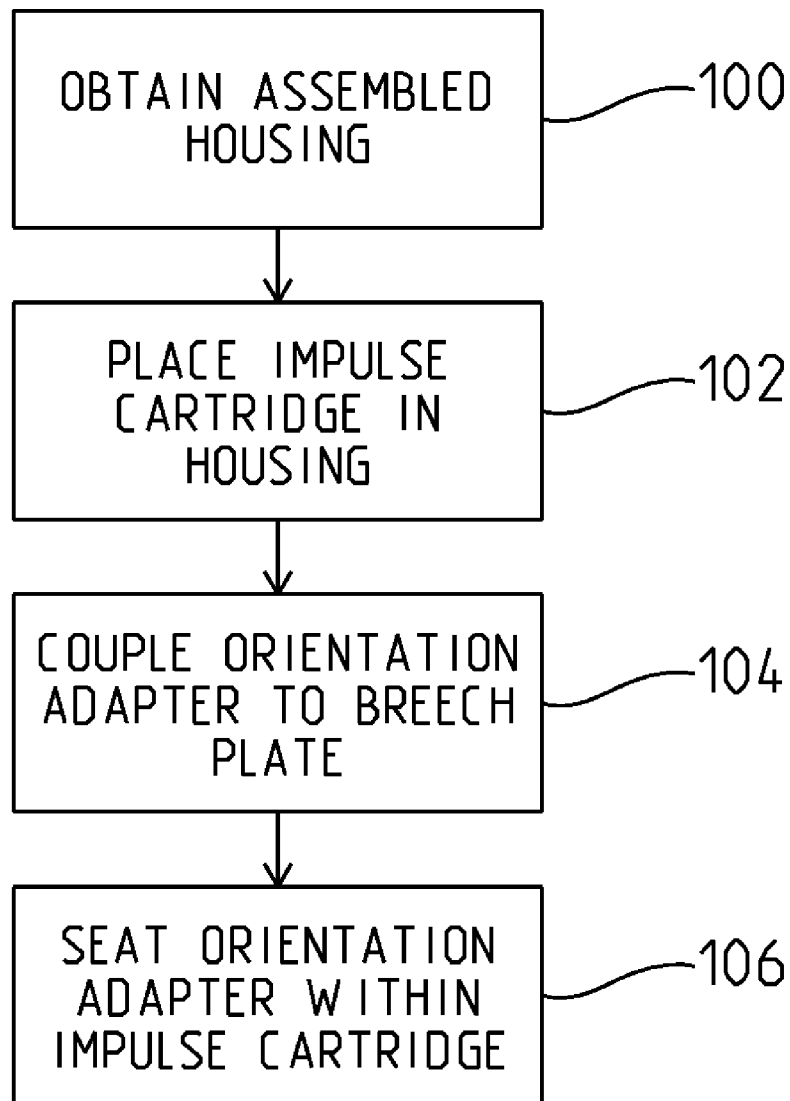 OBTAIN ASSEMBLED
HOUSING
100
PLACE IMPULSE
CARTRIDGE IN
HOUSING
102
COUPLE ORIENTATION
ADAPTER TO BREECH
PLATE
104
SEAT ORIENTATION
ADAPTER WITHIN
IMPULSE CARTRIDGE
106